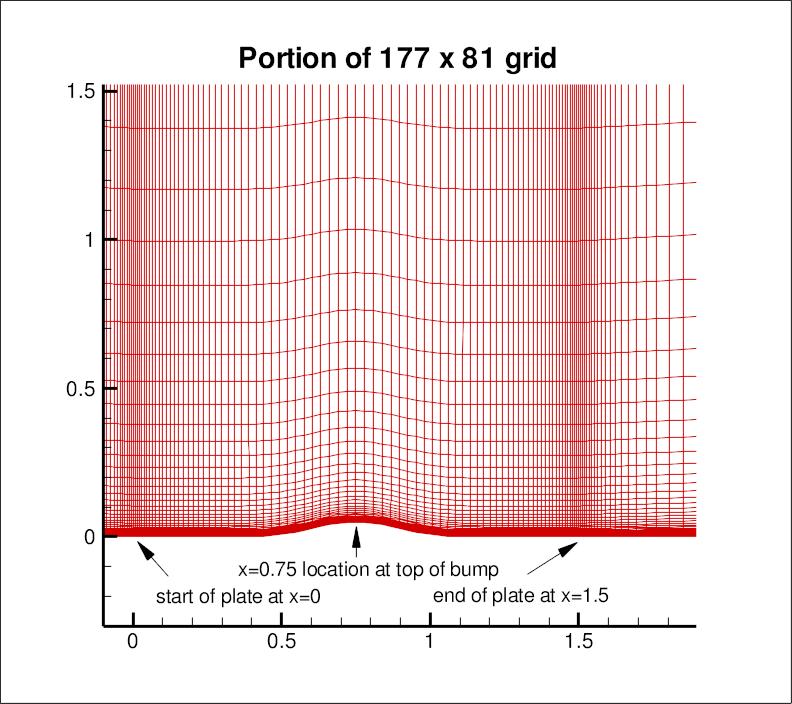 Portion of 177 x 81 grid
1.5
1
0.5
0
x=0.75 location at top of bump
start of plate at x=0
end of plate at x=1.5
0
0.5
1
1.5